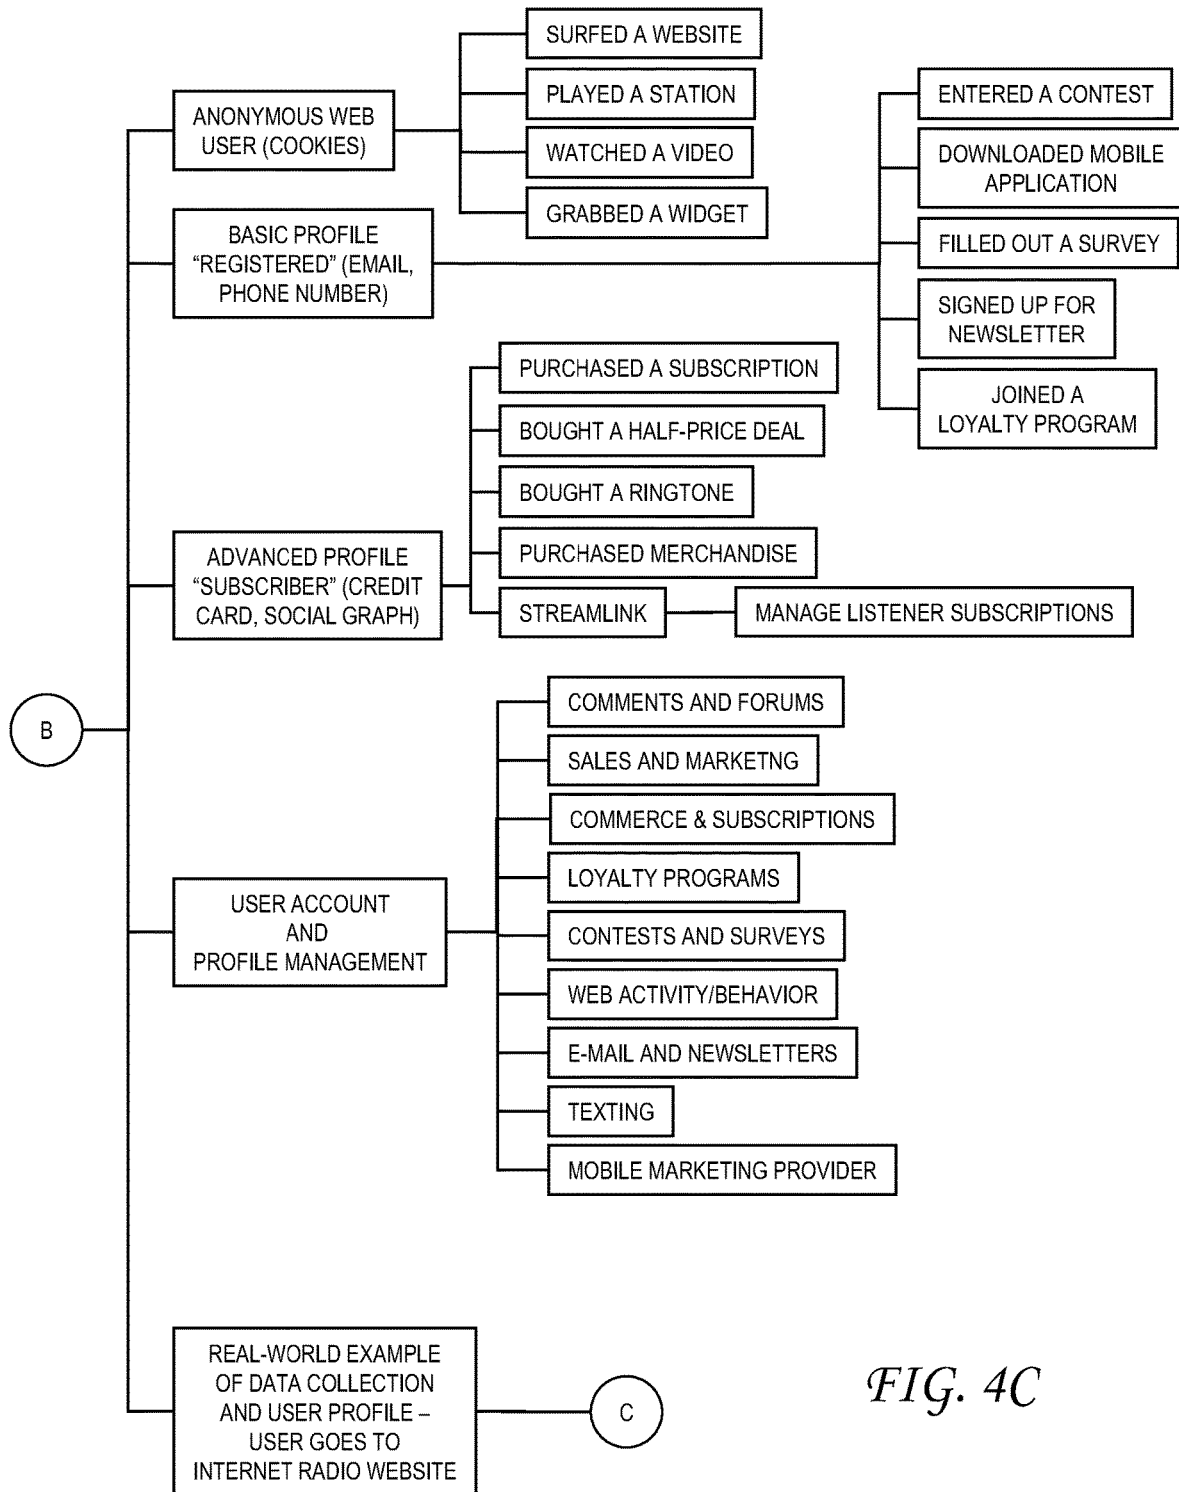 SURFED A WEBSITE
PLAYED A STATION
WATCHED A VIDEO
GRABBED A WIDGET
ANONYMOUS WEB
USER (COOKIES)
ENTERED A CONTEST
DOWNLOADED MOBILE
APPLICATION
FILLED OUT A SURVEY
SIGNED UP FOR
NEWSLETTER
JOINED A
LOYALTY PROGRAM
BASIC PROFILE
“REGISTERED” (EMAIL,
PHONE NUMBER)
PURCHASED A SUBSCRIPTION
BOUGHT A HALF-PRICE DEAL
BOUGHT A RINGTONE
PURCHASED MERCHANDISE
STREAMLINK
MANAGE LISTENER SUBSCRIPTIONS
ADVANCED PROFILE
“SUBSCRIBER” (CREDIT
CARD, SOCIAL GRAPH)
B
COMMENTS AND FORUMS
SALES AND MARKETNG
COMMERCE & SUBSCRIPTIONS
LOYALTY PROGRAMS
CONTESTS AND SURVEYS
WEB ACTIVITY/BEHAVIOR
E-MAIL AND NEWSLETTERS
TEXTING
MOBILE MARKETING PROVIDER
USER ACCOUNT
AND
PROFILE MANAGEMENT
REAL-WORLD EXAMPLE
OF DATA COLLECTION
AND USER PROFILE –
USER GOES TO
INTERNET RADIO WEBSITE
C
FIG. 4C